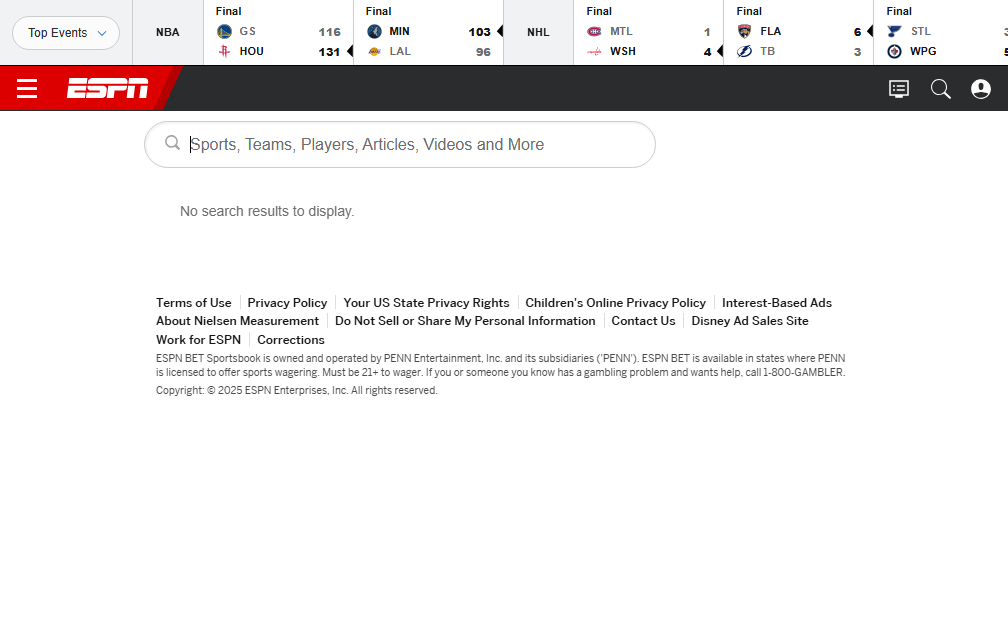 Top Events
NBA
Final
GS 116
HOU 131
Final
MIN 103
LAL 96
NHL
Final
MTL 1
WSH 4
Final
FLA 6
TB 3
Final
STL
WPG
ESPN
Sports, Teams, Players, Articles, Videos and More
No search results to display.
Terms of Use Privacy Policy Your US State Privacy Rights Children's Online Privacy Policy Interest-Based Ads
About Nielsen Measurement Do Not Sell or Share My Personal Information Contact Us Disney Ad Sales Site
Work for ESPN Corrections
ESPN BET Sportsbook is owned and operated by PENN Entertainment, Inc. and its subsidiaries ('PENN'). ESPN BET is available in states where PENN
is licensed to offer sports wagering. Must be 21+ to wager. If you or someone you know has a gambling problem and wants help, call 1-800-GAMBLER.
Copyright: © 2025 ESPN Enterprises, Inc. All rights reserved.